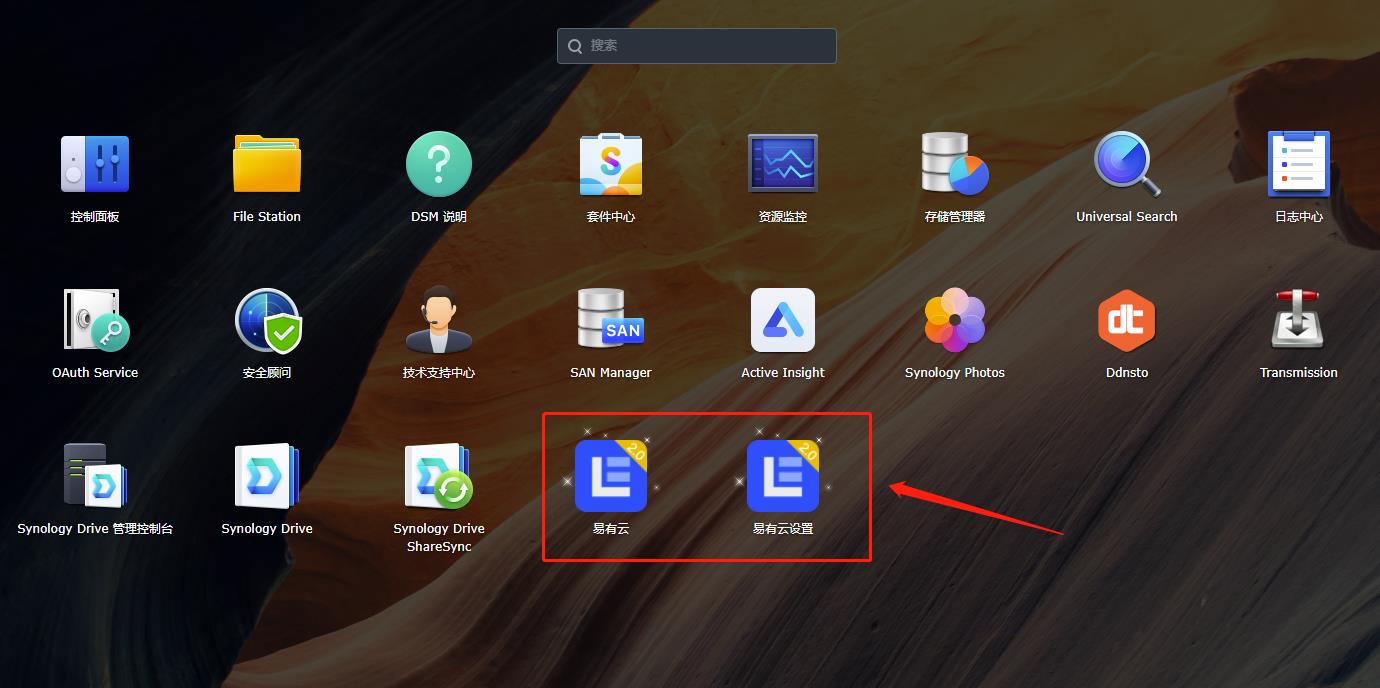 搜索
控制面板
File Station
DSM 说明
套件中心
资源监控
存储管理器
Universal Search
日志中心
OAuth Service
安全顾问
技术支持中心
SAN
SAN Manager
Active Insight
Synology Photos
dt
Ddnsto
Transmission
Synology Drive 管理控制台
Synology Drive
Synology Drive
ShareSync
2.0
易有云
2.0
易有云设置